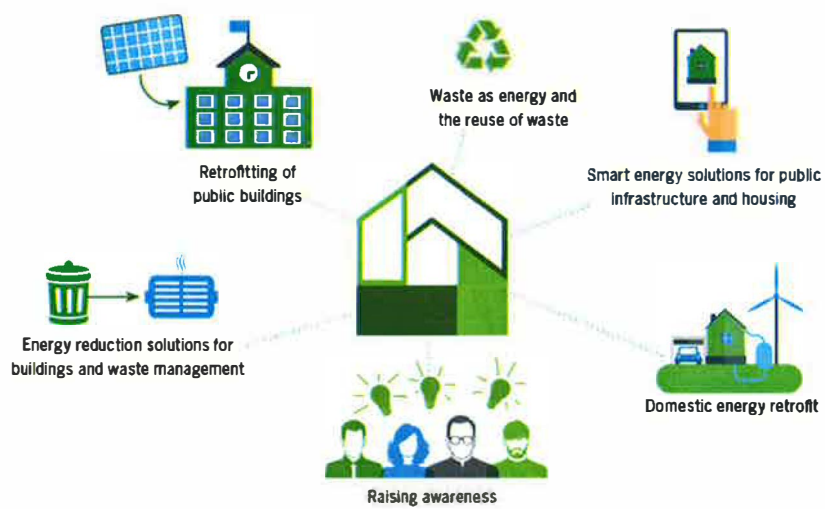 Waste as energy and
the reuse of waste
Retrofitting of
public buildings
Smart energy solutions for public
infrastructure and housing
Energy reduction solutions for
buildings and waste management
Domestic energy retrofit
Raising awareness